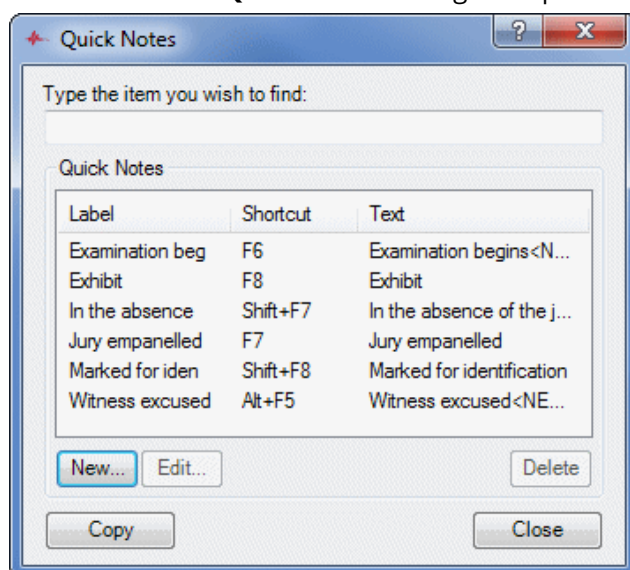 Quick Notes
Type the item you wish to find:
Quick Notes
Label Shortcut Text
Examination beg F6 Examination begins<N...
Exhibit F8 Exhibit
In the absence Shift+F7 In the absence of the j...
Jury empanelled F7 Jury empanelled
Marked for iden Shift+F8 Marked for identification
Witness excused Alt+F5 Witness excused<NE...
New... Edit... Delete
Copy Close